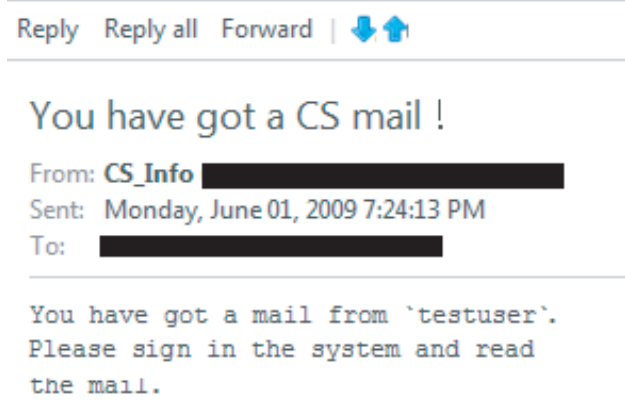 Reply Reply all Forward |
You have got a CS mail !
From: CS_Info
Sent: Monday, June 01, 2009 7:24:13 PM
To:
You have got a mail from `testuser`.
Please sign in the system and read
the mail.